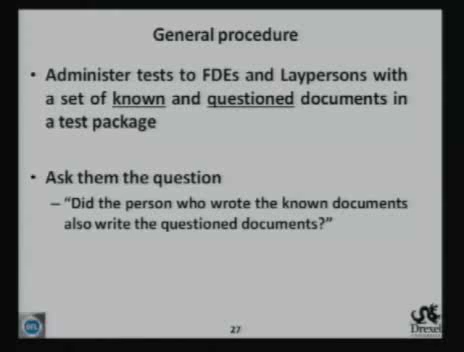 General procedure
• Administer tests to FDEs and Laypersons with
a set of known and questioned documents in
a test package
• Ask them the question
– “Did the person who wrote the known documents
also write the questioned documents?”
27
Drexel